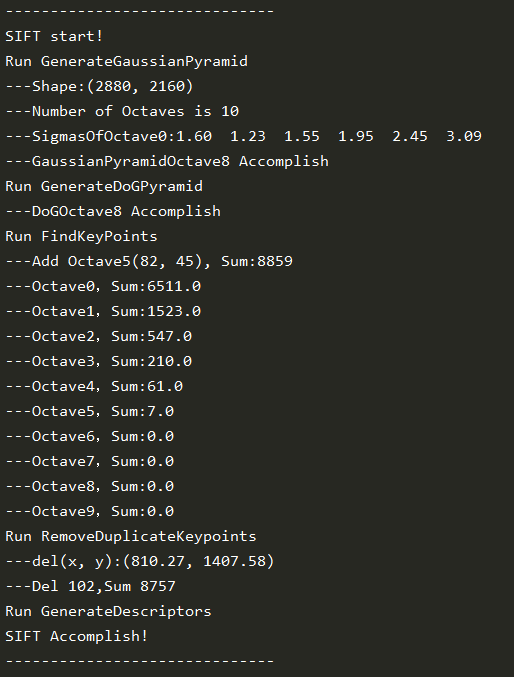 ------------------------------
SIFT start!
Run GenerateGaussianPyramid
---Shape:(2880, 2160)
---Number of Octaves is 10
---SigmasOfOctave0:1.60  1.23  1.55  1.95  2.45  3.09
---GaussianPyramidOctave8 Accomplish
Run GenerateDoGPyramid
---DoGOctave8 Accomplish
Run FindKeyPoints
---Add Octave5(82, 45), Sum:8859
---Octave0, Sum:6511.0
---Octave1, Sum:1523.0
---Octave2, Sum:547.0
---Octave3, Sum:210.0
---Octave4, Sum:61.0
---Octave5, Sum:7.0
---Octave6, Sum:0.0
---Octave7, Sum:0.0
---Octave8, Sum:0.0
---Octave9, Sum:0.0
Run RemoveDuplicateKeypoints
---del(x, y):(810.27, 1407.58)
---Del 102,Sum 8757
Run GenerateDescriptors
SIFT Accomplish!
------------------------------